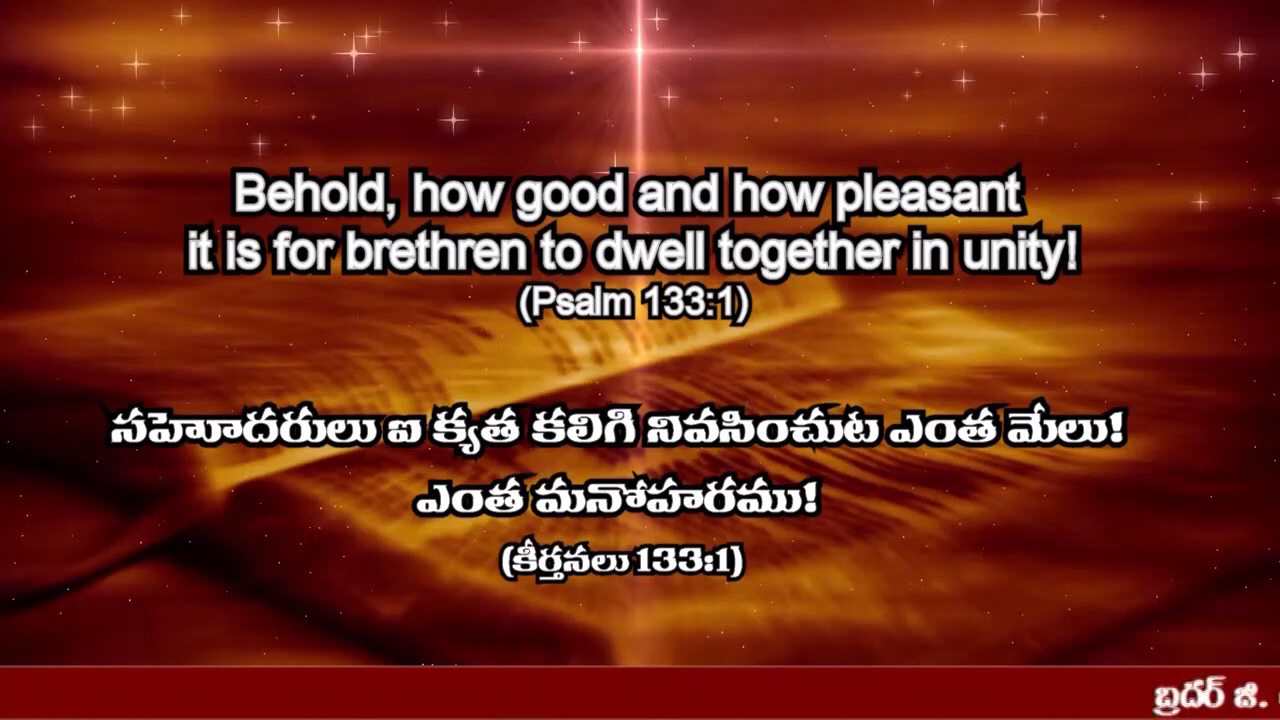 Behold, how good and how pleasant
it is for brethren to dwell together in unity!
(Psalm 133:1)
సహోదరులు ఐ క్యత కలిగి నివసించుట ఎంత మేలు!
ఎంత మనోహరము!
(కీర్తనలు 133:1)
బ్రదర్ జి.